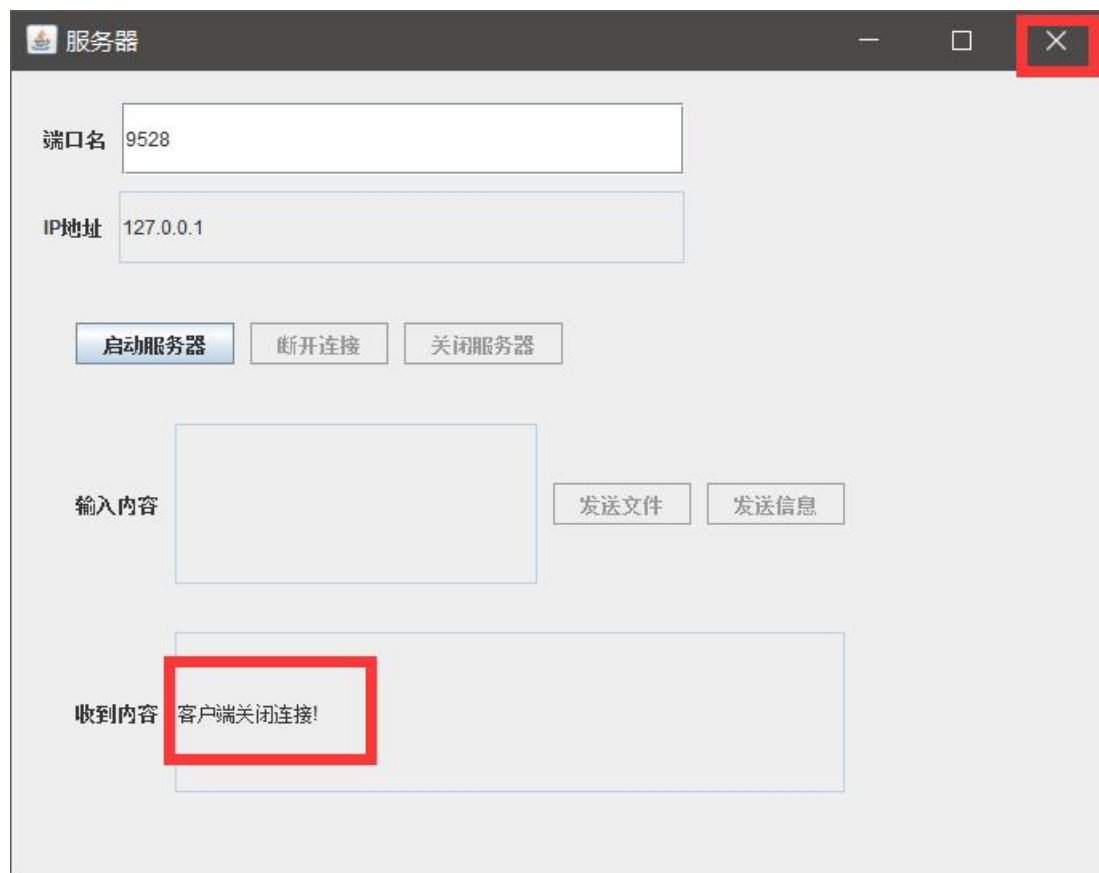 服务器
端口名 9528
IP地址 127.0.0.1
启动服务器 断开连接 关闭服务器
输入内容 发送文件 发送信息
收到内容 客户端关闭连接!